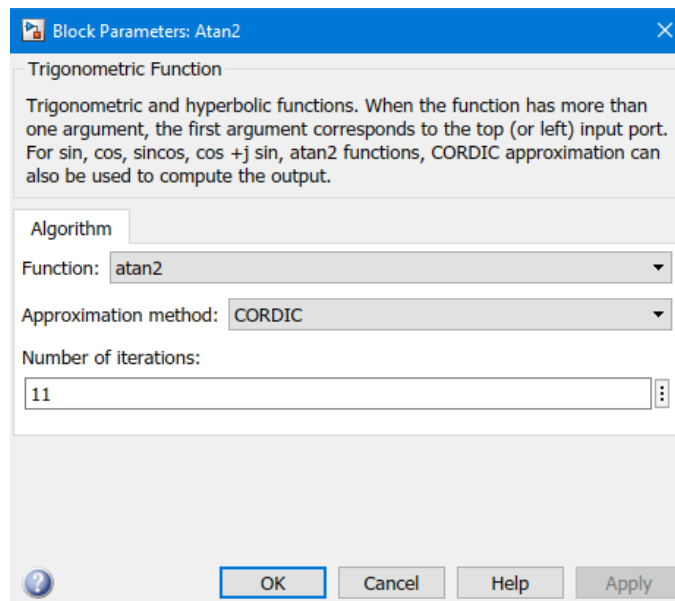 Block Parameters: Atan2
Trigonometric Function
Trigonometric and hyperbolic functions. When the function has more than
one argument, the first argument corresponds to the top (or left) input port.
For sin, cos, sincos, cos +j sin, atan2 functions, CORDIC approximation can
also be used to compute the output.
Algorithm
Function: atan2
Approximation method: CORDIC
Number of iterations:
11
OK Cancel Help Apply